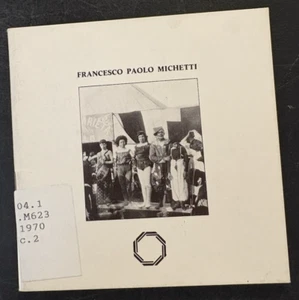 FRANCESCO PAOLO MICHETTI
04.1
.M623
1970
c.2